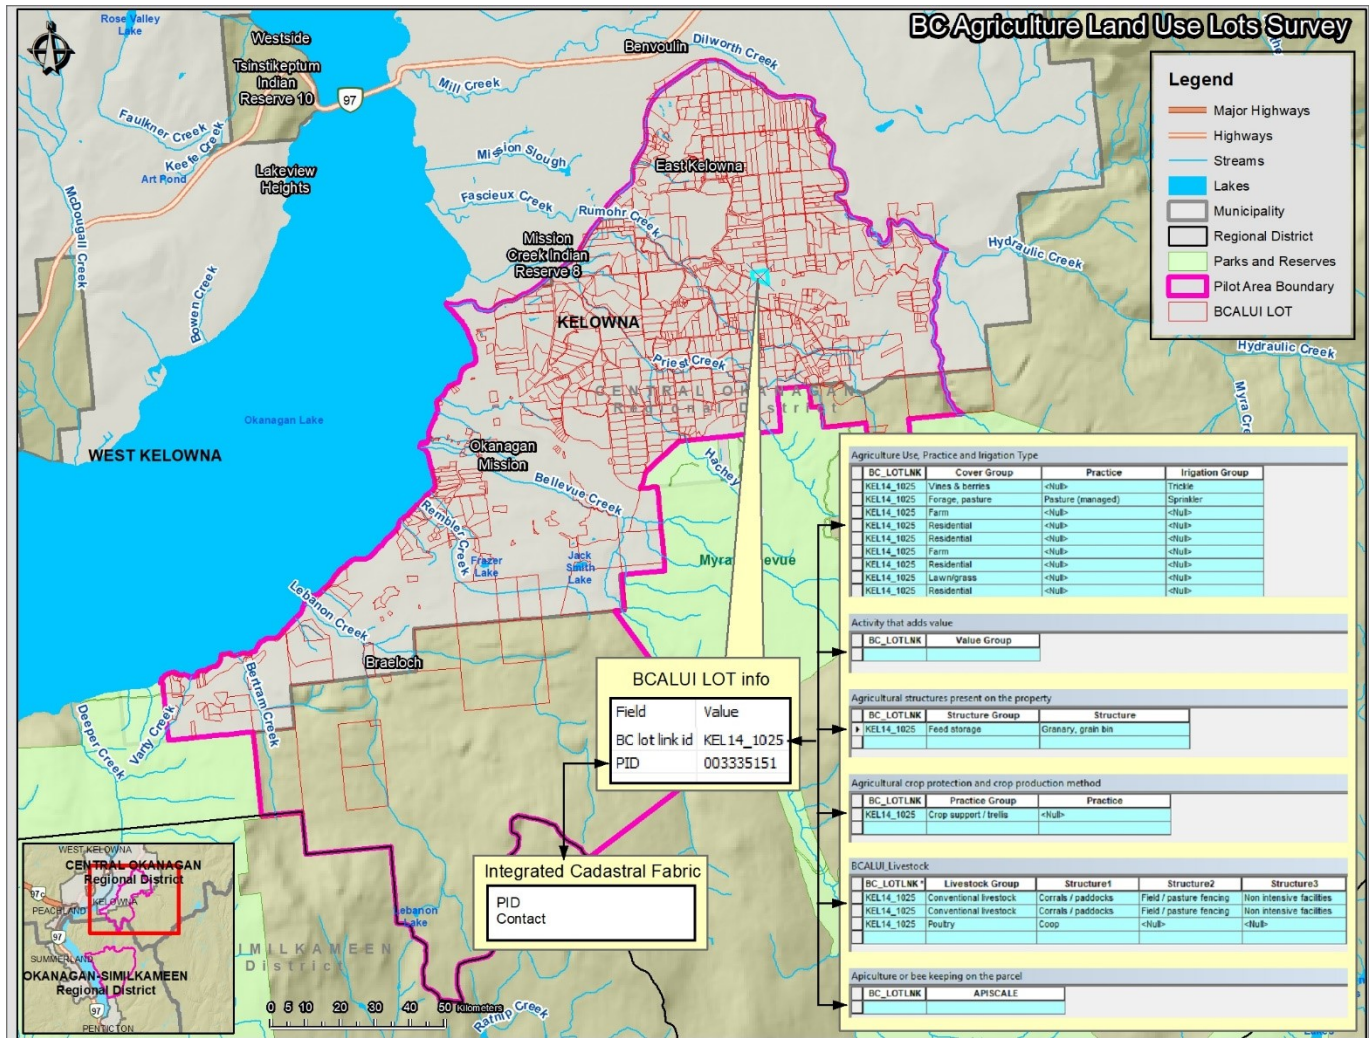 BC Agriculture Land Use Lots Survey
Rose Valley
Lake
Westside
Tsinstikeptum
Indian
Reserve 10
97
Benvoulin
Dilworth Creek
Mill Creek
Faulkner Creek
Keefe Creek
Art Pond
McDougall Creek
Lakeview
Heights
Bowen Creek
Mission Slough
Fascieux Creek
Rumohr Creek
East Kelowna
Mission
Creek Indian
Reserve 8
Hydraulic Creek
Hydraulic Creek
Myra Creek
KELOWNA
Priest Creek
CENTRAL OKANAGAN
Regional District
Okanagan Lake
WEST KELOWNA
Okanagan
Mission
Hachey
Bellevue Creek
Rembler Creek
Frazer
Lake
Jack
Smith
Lake
Lebanon Creek
Braeloch
Bertram Creek
Varty Creek
Deeper Creek
Lebanon
Lake
IMILKAMEEN
District
Ratnip Creek
Legend
Major Highways
Highways
Streams
Lakes
Municipality
Regional District
Parks and Reserves
Pilot Area Boundary
BCALUI LOT
BCALUI LOT info
Field Value
BC lot link id KEL14_1025
PID 003335151
Integrated Cadastral Fabric
PID
Contact
Agriculture Use, Practice and Irigation Type
BC_LOTLNK Cover Group Practice Irigation Group
KEL14_1025 Vines & berries <Null> Trickle
KEL14_1025 Forage, pasture Pasture (managed) Sprinkler
KEL14_1025 Farm <Null> <Null>
KEL14_1025 Residential <Null> <Null>
KEL14_1025 Residential <Null> <Null>
KEL14_1025 Farm <Null> <Null>
KEL14_1025 Residential <Null> <Null>
KEL14_1025 Lawn/grass <Null> <Null>
KEL14_1025 Residential <Null> <Null>
Activity that adds value
BC_LOTLNK Value Group
Agricultural structures present on the property
BC_LOTLNK Structure Group Structure
KEL14_1025 Feed storage Granary, grain bin
Agricultural crop protection and crop production method
BC_LOTLNK Practice Group Practice
KEL14_1025 Crop support / trellis <Null>
BCALUI_Livestock
BC_LOTLNK * Livestock Group Structure1 Structure2 Structure3
KEL14_1025 Conventional livestock Corrals / paddocks Field / pasture fencing Non intensive facilities
KEL14_1025 Conventional livestock Corrals / paddocks Field / pasture fencing Non intensive facilities
KEL14_1025 Poultry Coop <Null> <Null>
Apiculture or bee keeping on the parcel
BC_LOTLNK APISCALE
WEST KELOWNA
CENTRAL OKANAGAN
Regional District
97c
KELOWNA
PEACHLAND
97
SUMMERLAND
OKANAGAN-SIMILKAMEEN
Regional District
97
PENTICTON
0 5 10 20 30 40 50 Kilometers